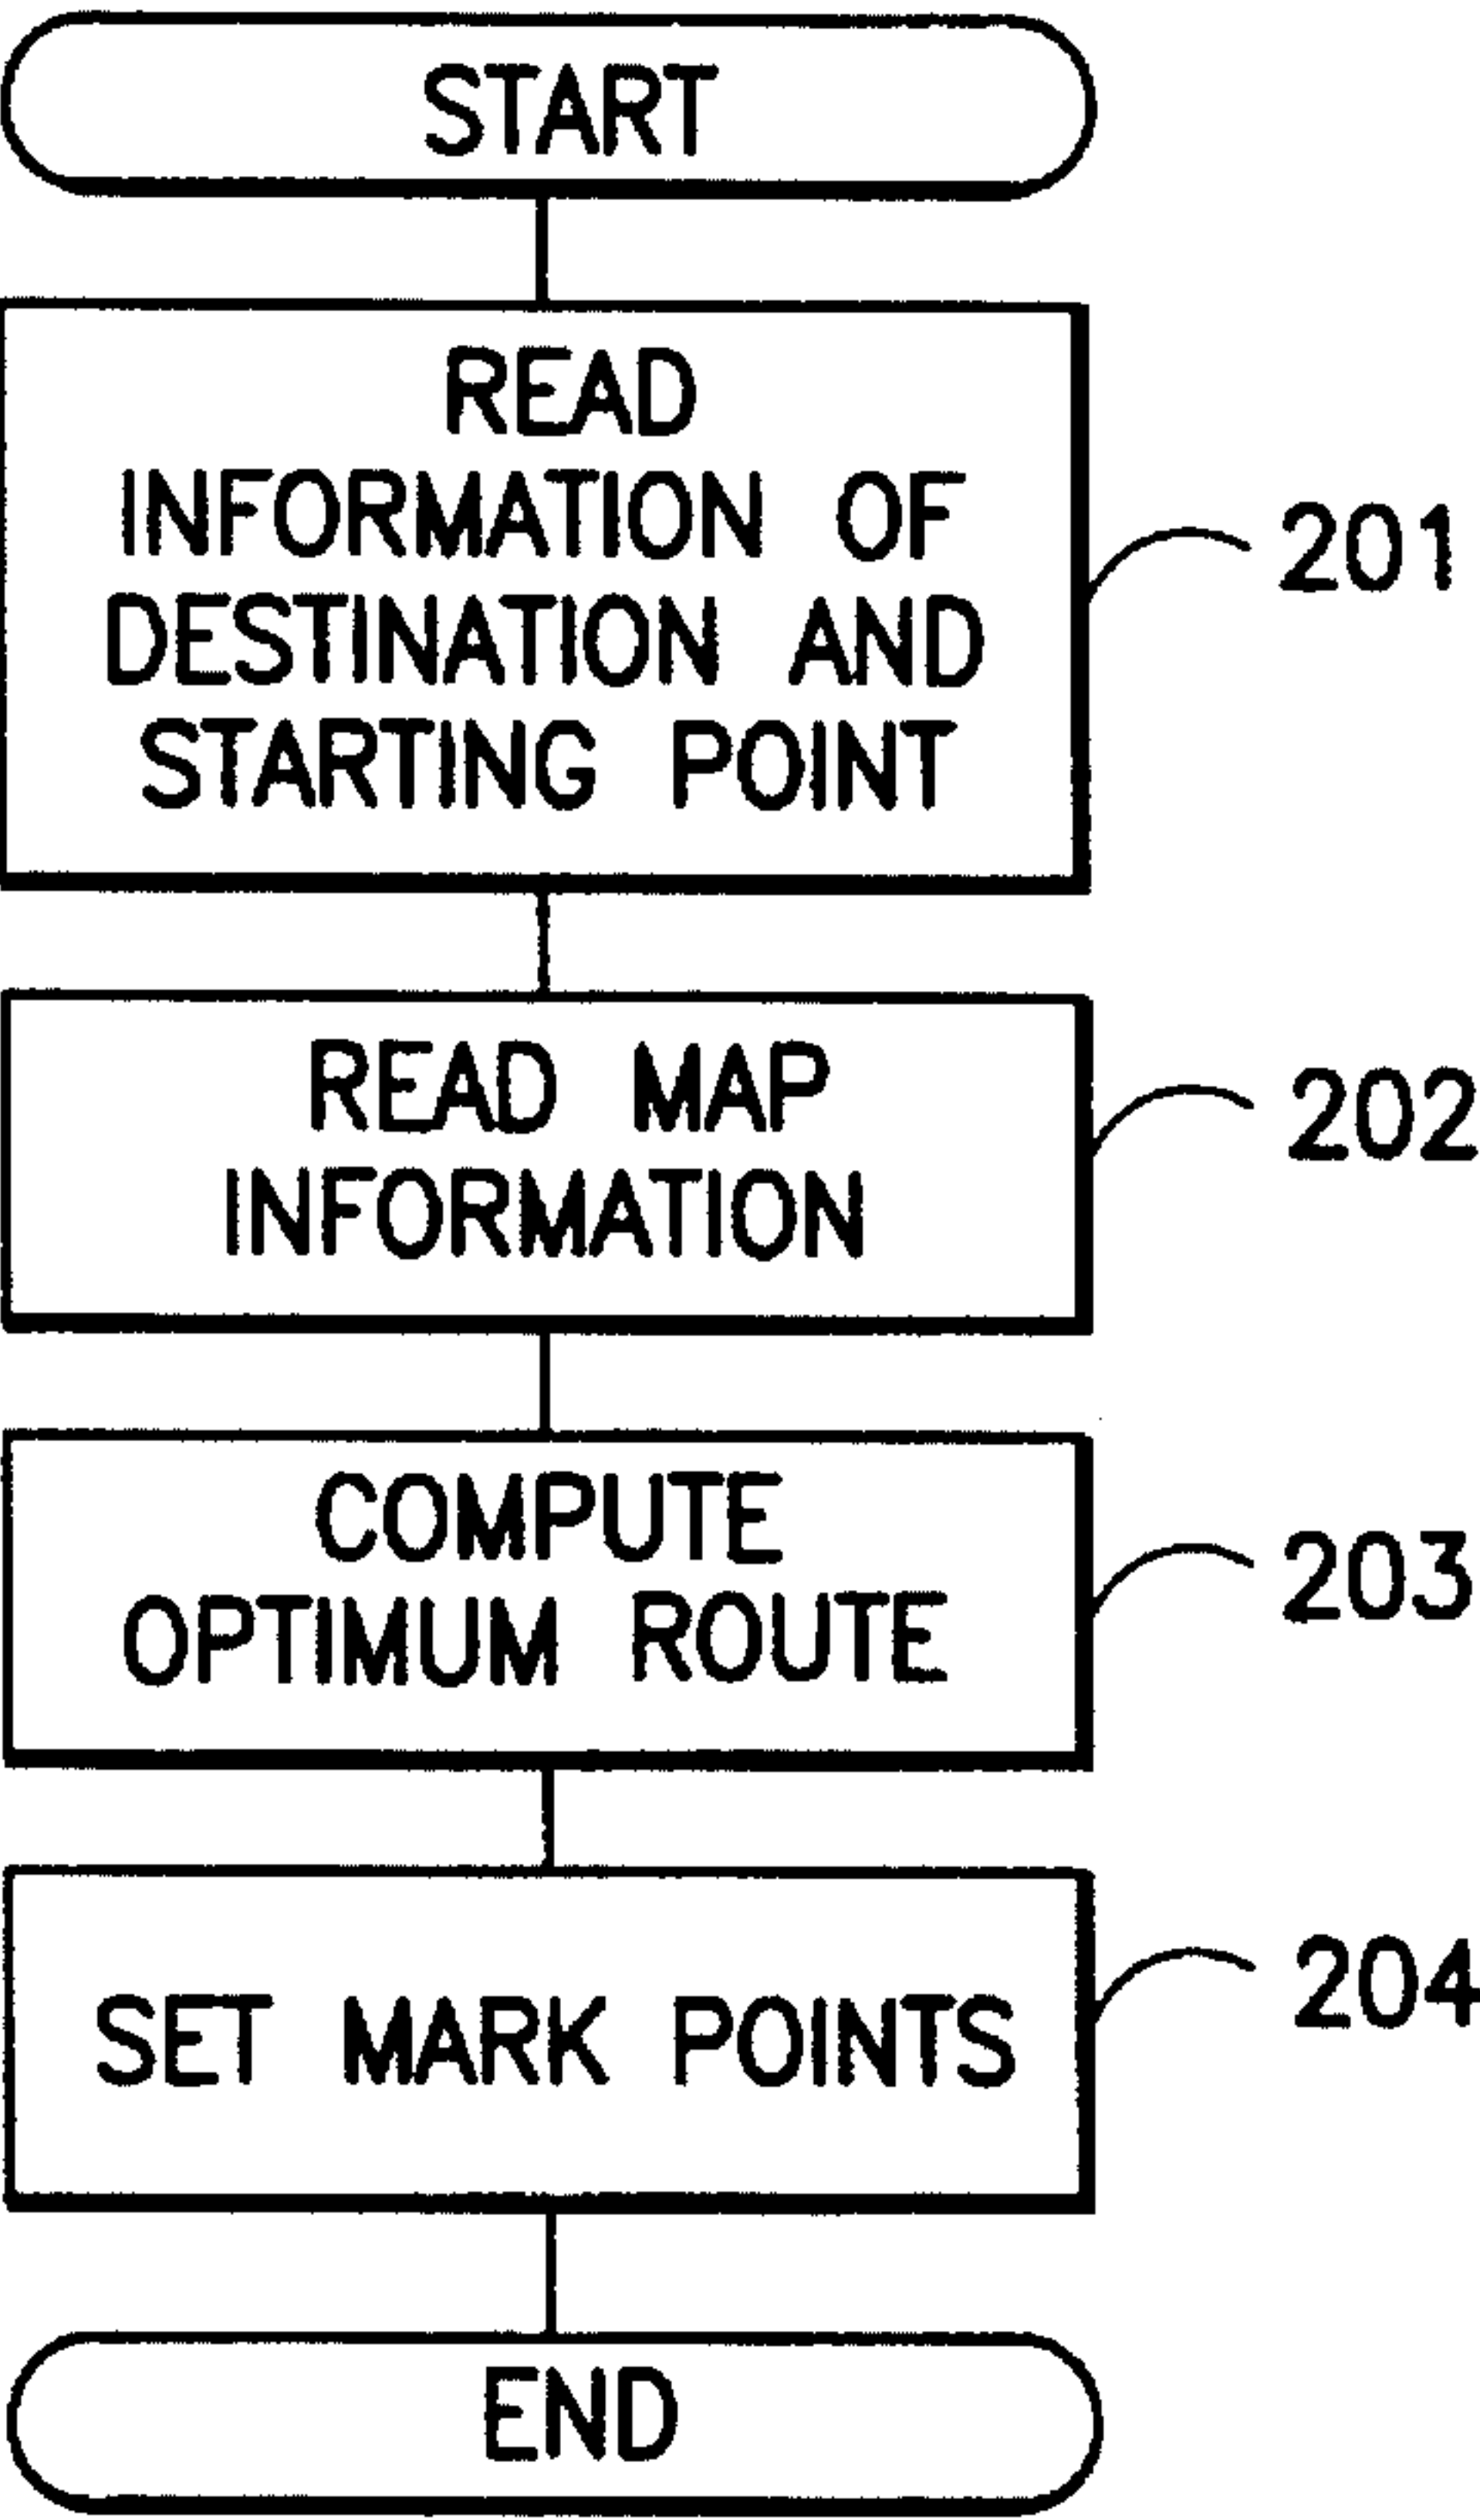 START
READ
INFORMATION OF
DESTINATION AND
STARTING POINT
201
READ MAP
INFORMATION
202
COMPUTE
OPTIMUM ROUTE
203
SET MARK POINTS
204
END